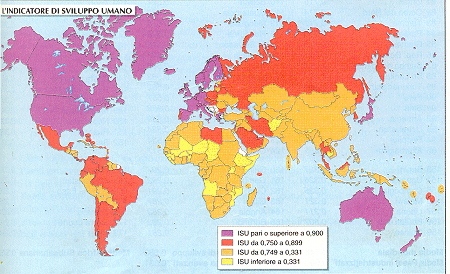 L'INDICATORE DI SVILUPPO UMANO
ISU pari o superiore a 0,900
ISU da 0,750 a 0,899
ISU da 0,749 a 0,331
ISU inferiore a 0,331